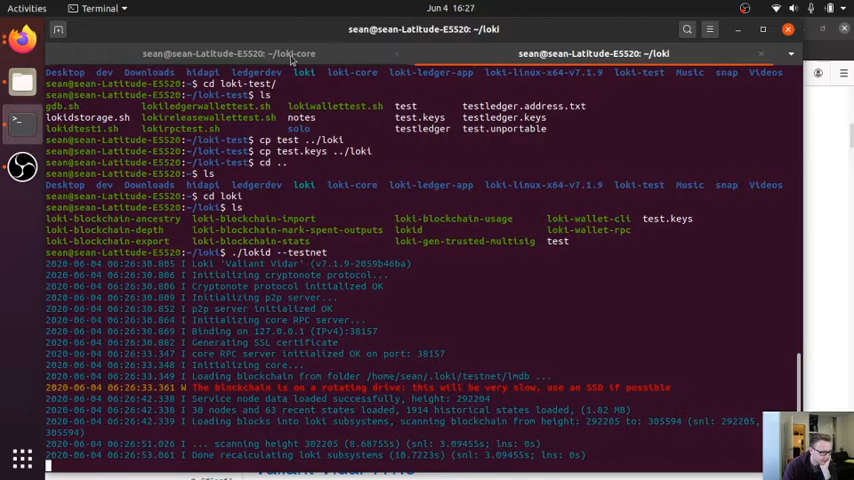 Activities
Terminal
Jun 4 16:27
sean@sean-Latitude-E5520: ~/loki
sean@sean-Latitude-E5520: ~/loki-core
sean@sean-Latitude-E5520: ~/loki
Desktop dev Downloads hidapi ledgerdev loki loki-core loki-ledger-app loki-linux-x64-v7.1.9 loki-test Music snap Videos
sean@sean-Latitude-E5520:~$ cd loki-test/
sean@sean-Latitude-E5520:~/loki-test$ ls
gdb.sh lokiledgerwallettest.sh lokiwallettest.sh test testledger.address.txt
lokidstorage.sh lokireleasewallettest.sh notes test.keys testledger.keys
lokidtest1.sh lokirpctest.sh solo testledger test.unportable
sean@sean-Latitude-E5520:~/loki-test$ cp test ../loki
sean@sean-Latitude-E5520:~/loki-test$ cp test.keys ../loki
sean@sean-Latitude-E5520:~/loki-test$ cd ..
sean@sean-Latitude-E5520:~$ ls
Desktop dev Downloads hidapi ledgerdev loki loki-core loki-ledger-app loki-linux-x64-v7.1.9 loki-test Music snap Videos
sean@sean-Latitude-E5520:~$ cd loki
sean@sean-Latitude-E5520:~/loki$ ls
loki-blockchain-ancestry loki-blockchain-import loki-blockchain-usage loki-wallet-cli test.keys
loki-blockchain-depth loki-blockchain-mark-spent-outputs lokid loki-wallet-rpc
loki-blockchain-export loki-blockchain-stats loki-gen-trusted-multisig test
sean@sean-Latitude-E5520:~/loki$ ./lokid --testnet
2020-06-04 06:26:30.805 I Loki 'Valiant Vidar' (v7.1.9-2059b46ba)
2020-06-04 06:26:30.805 I Initializing cryptonote protocol...
2020-06-04 06:26:30.805 I Cryptonote protocol initialized OK
2020-06-04 06:26:30.809 I Initializing p2p server...
2020-06-04 06:26:30.852 I p2p server initialized OK
2020-06-04 06:26:30.864 I Initializing core RPC server...
2020-06-04 06:26:30.869 I Binding on 127.0.0.1 (IPv4):38157
2020-06-04 06:26:30.881 I Generating SSL certificate
2020-06-04 06:26:33.347 I core RPC server initialized OK on port: 38157
2020-06-04 06:26:33.348 I Initializing core...
2020-06-04 06:26:33.349 I Loading blockchain from folder /home/sean/.loki/testnet/lmdb ...
2020-06-04 06:26:33.361 W The blockchain is on a rotating drive: this will be very slow, use an SSD if possible
2020-06-04 06:26:42.338 I Service node data loaded successfully, height: 292204
2020-06-04 06:26:42.338 I 30 nodes and 63 recent states loaded, 1914 historical states loaded, (1.82 MB)
2020-06-04 06:26:42.339 I Loading blocks into loki subsystems, scanning blockchain from height: 292205 to: 305594 (snl: 292205,
305594)
2020-06-04 06:26:51.026 I ... scanning height 302205 (8.68755s) (snl: 3.09455s; lns: 0s)
2020-06-04 06:26:53.061 I Done recalculating loki subsystems (10.7223s) (snl: 3.09455s; lns: 0s)